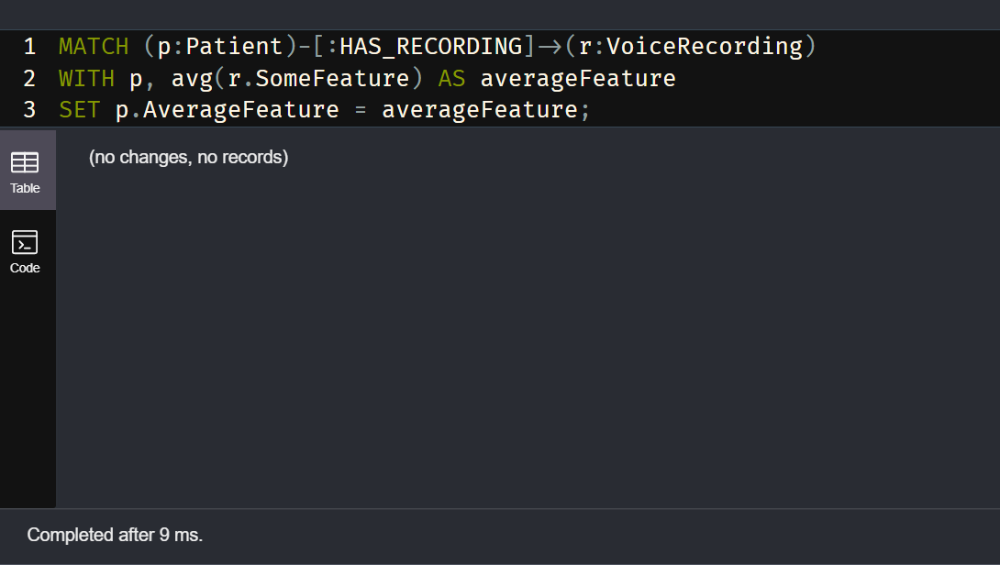 1 MATCH (p:Patient)-[:HAS_RECORDING]->(r:VoiceRecording)
2 WITH p, avg(r.SomeFeature) AS averageFeature
3 SET p.AverageFeature = averageFeature;
Table
(no changes, no records)
Code
Completed after 9 ms.